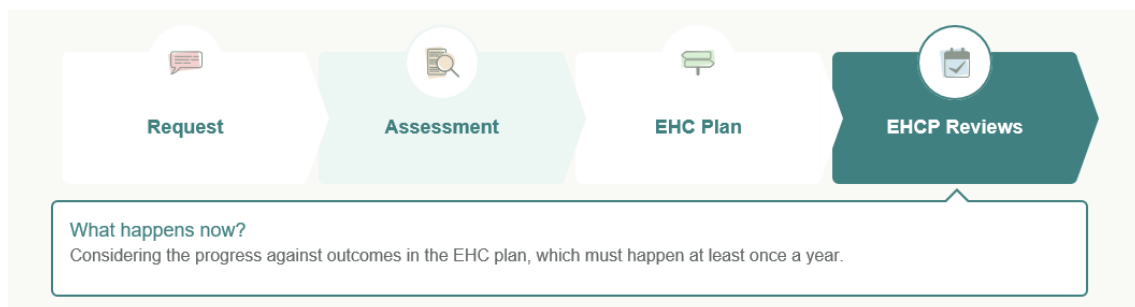 Request
Assessment
EHC Plan
EHCP Reviews
What happens now?
Considering the progress against outcomes in the EHC plan, which must happen at least once a year.